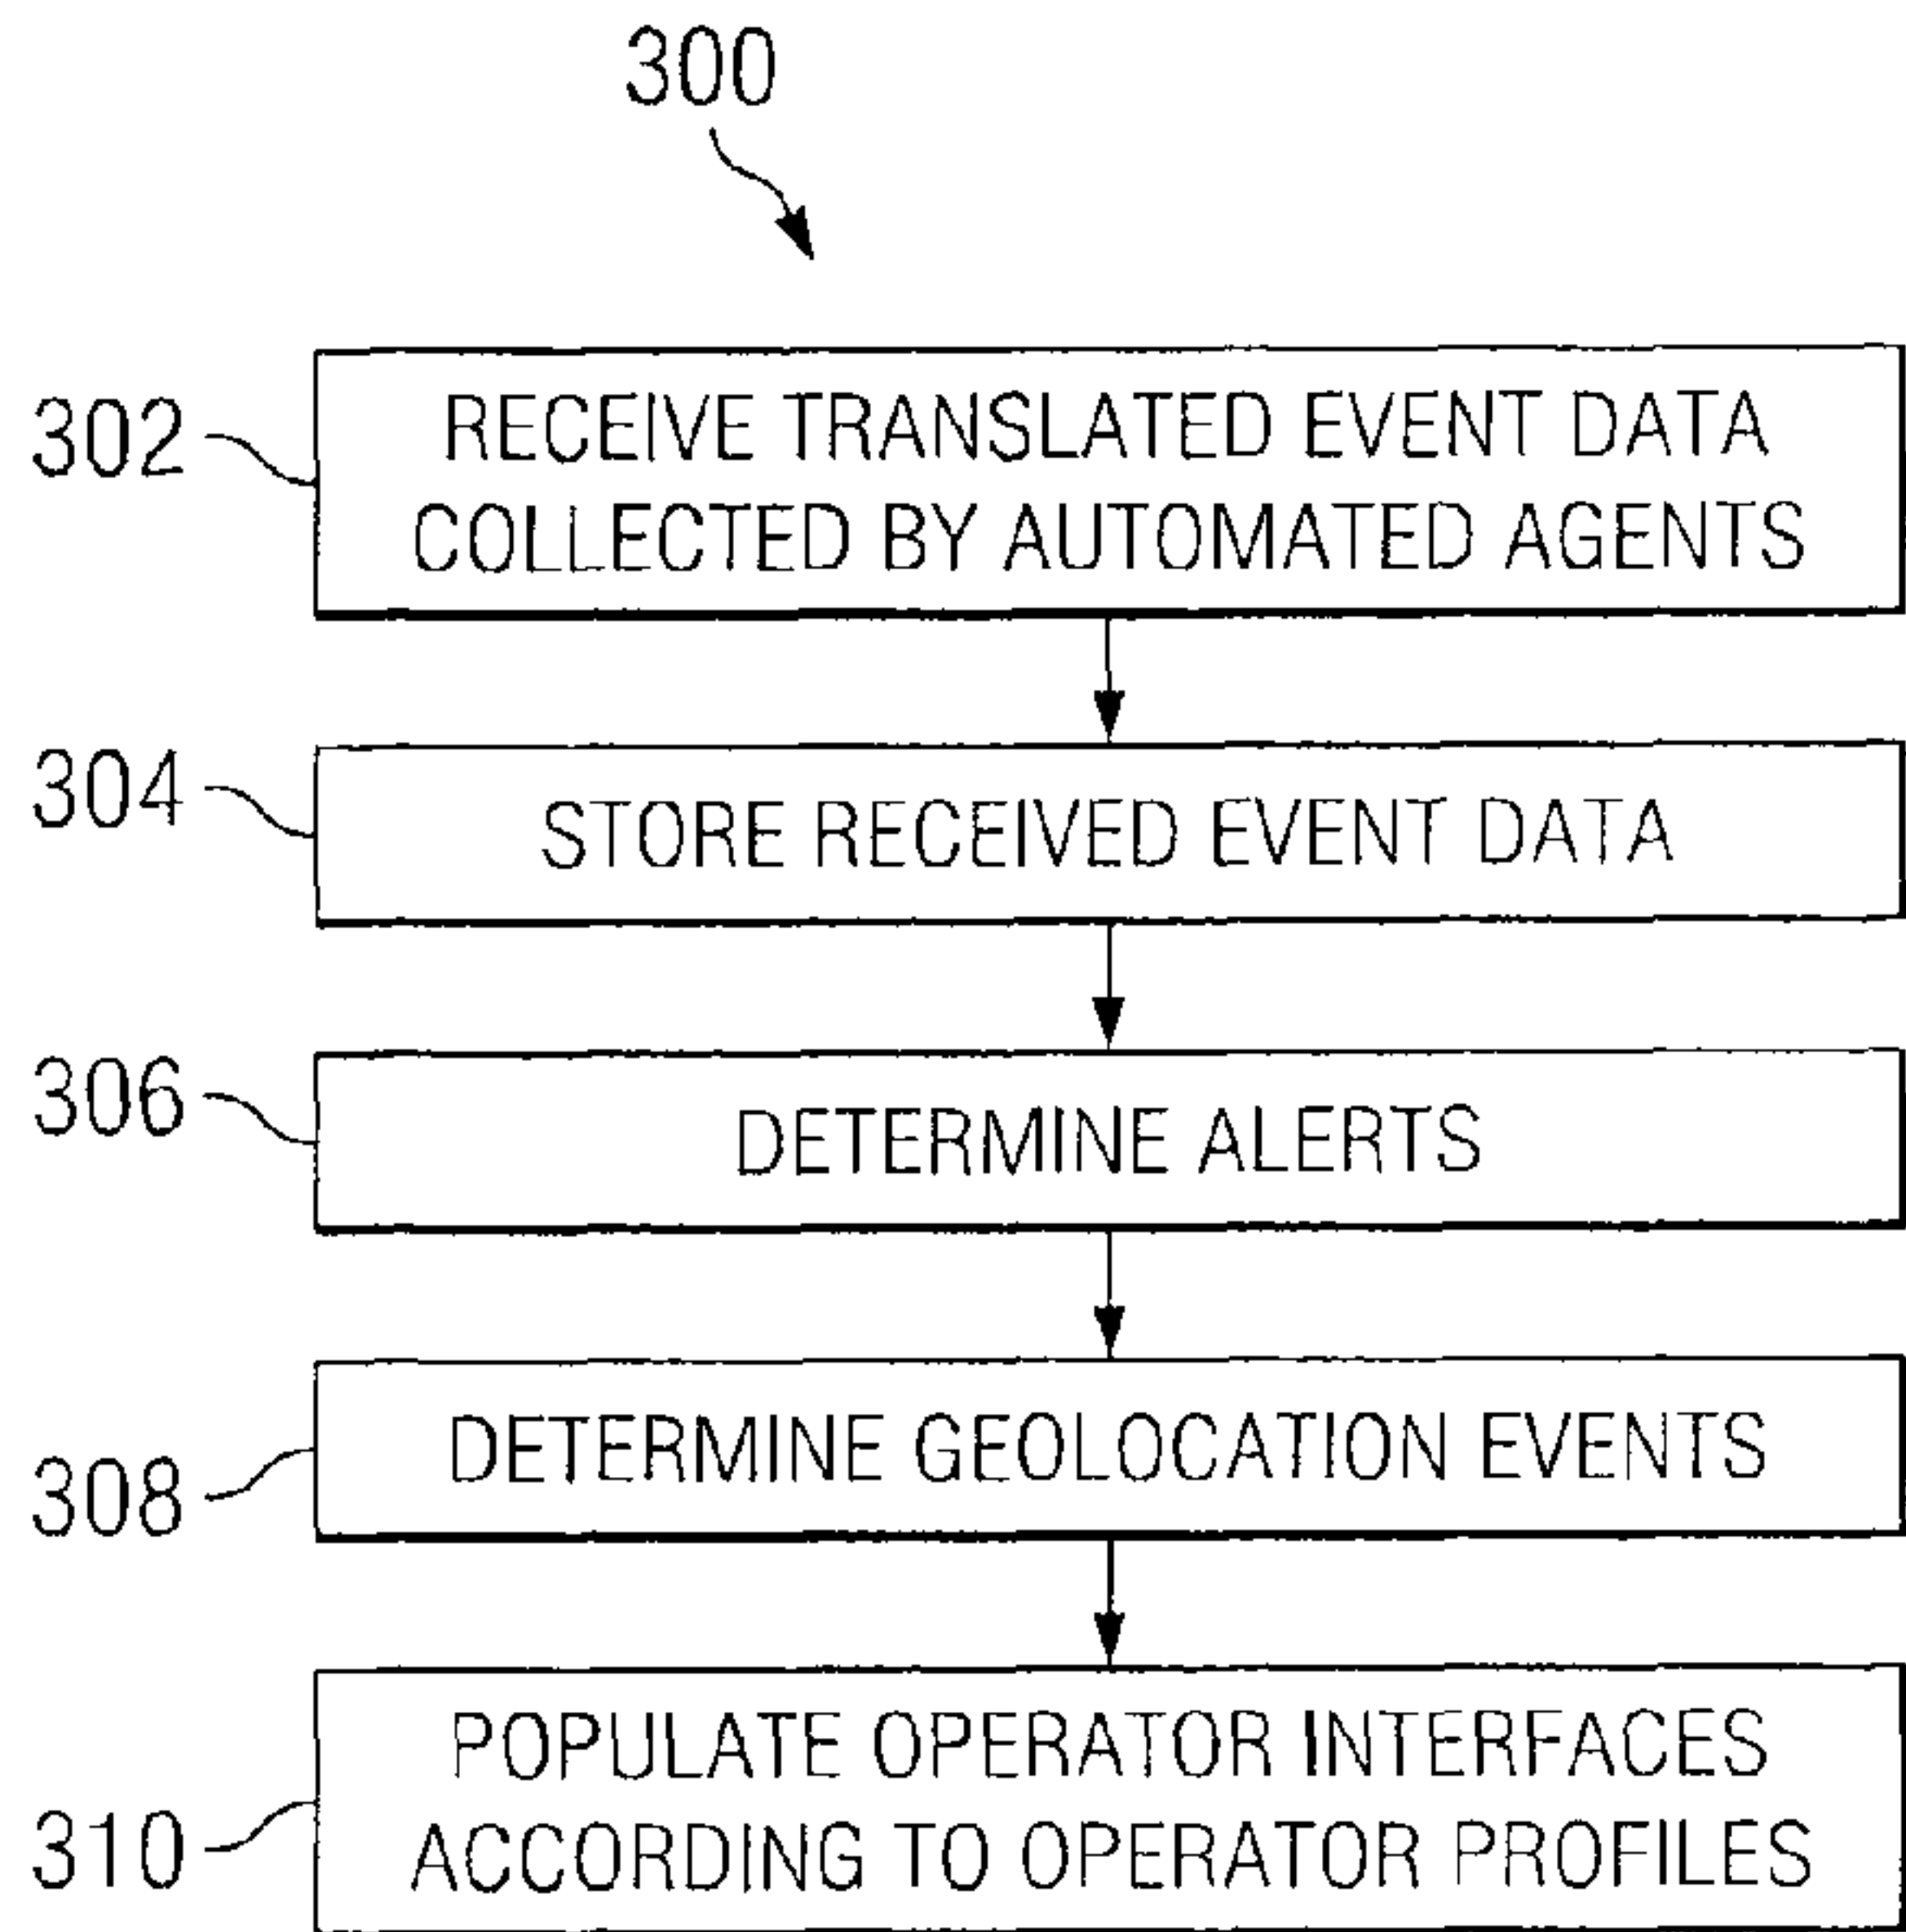 300
302
RECEIVE TRANSLATED EVENT DATA
COLLECTED BY AUTOMATED AGENTS
304
STORE RECEIVED EVENT DATA
306
DETERMINE ALERTS
308
DETERMINE GEOLOCATION EVENTS
310
POPULATE OPERATOR INTERFACES
ACCORDING TO OPERATOR PROFILES